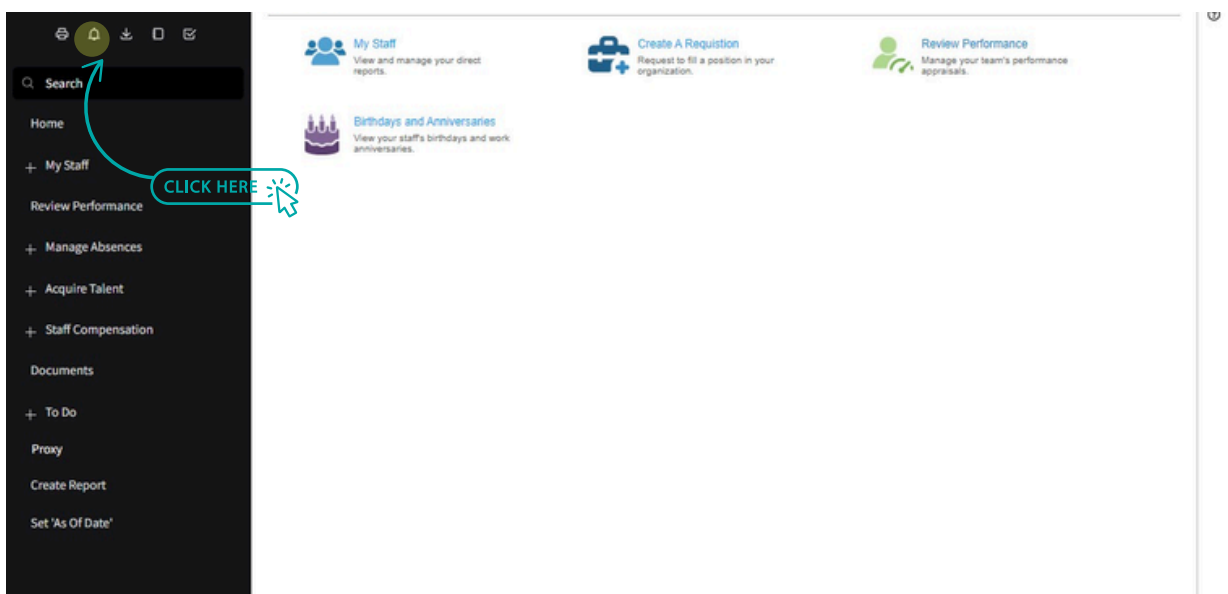 Search
Home
My Staff
Review Performance
Manage Absences
Acquire Talent
Staff Compensation
Documents
To Do
Proxy
Create Report
Set 'As Of Date'
CLICK HERE
My Staff
View and manage your direct
reports.
Create A Requistion
Request to fill a position in your
organization.
Review Performance
Manage your team's performance
appraisals.
Birthdays and Anniversaries
View your staff's birthdays and work
anniversaries.